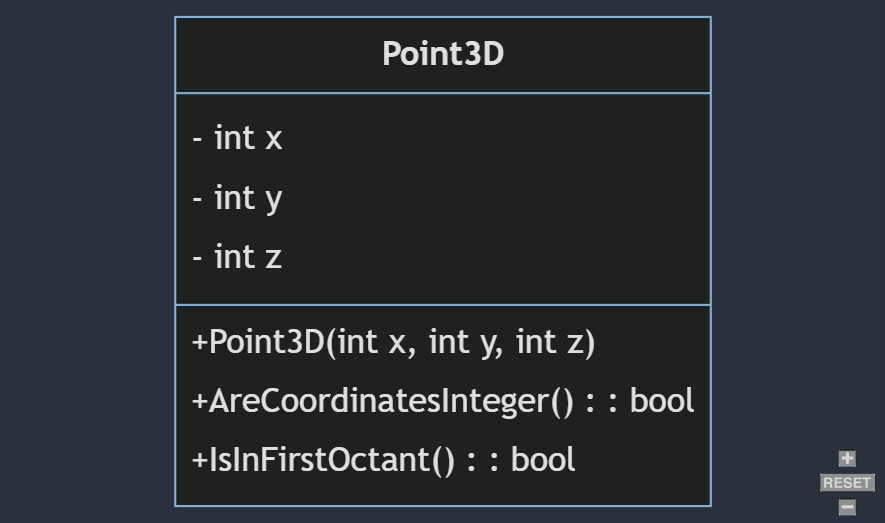 Point3D
- int x
- int y
- int z
+Point3D(int x, int y, int z)
+AreCoordinatesInteger() : : bool
+IsInFirstOctant() : : bool
+
RESET
−